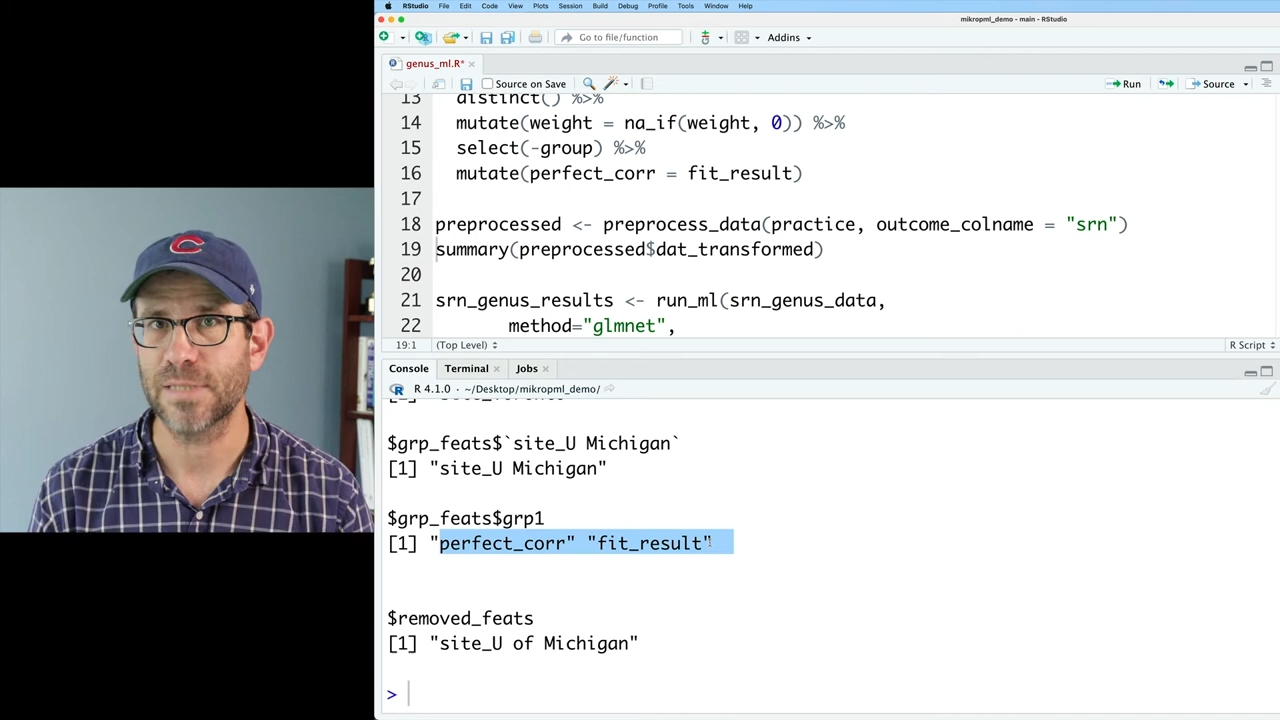 RStudio File Edit Code View Plots Session Build Debug Profile Tools Window Help
mikropml_demo - main - RStudio
Go to file/function Addins
genus_ml.R*
Source on Save Run Source
13 distinct() %>%
14 mutate(weight = na_if(weight, 0)) %>%
15 select(-group) %>%
16 mutate(perfect_corr = fit_result)
17
18 preprocessed <- preprocess_data(practice, outcome_colname = "srn")
19 summary(preprocessed$dat_transformed)
20
21 srn_genus_results <- run_ml(srn_genus_data,
22 method="glmnet",
19:1 (Top Level) R Script
Console Terminal Jobs
R 4.1.0 · ~/Desktop/mikropml_demo/
$grp_feats$`site_U Michigan`
[1] "site_U Michigan"
$grp_feats$grp1
[1] "perfect_corr" "fit_result"
$removed_feats
[1] "site_U of Michigan"
>